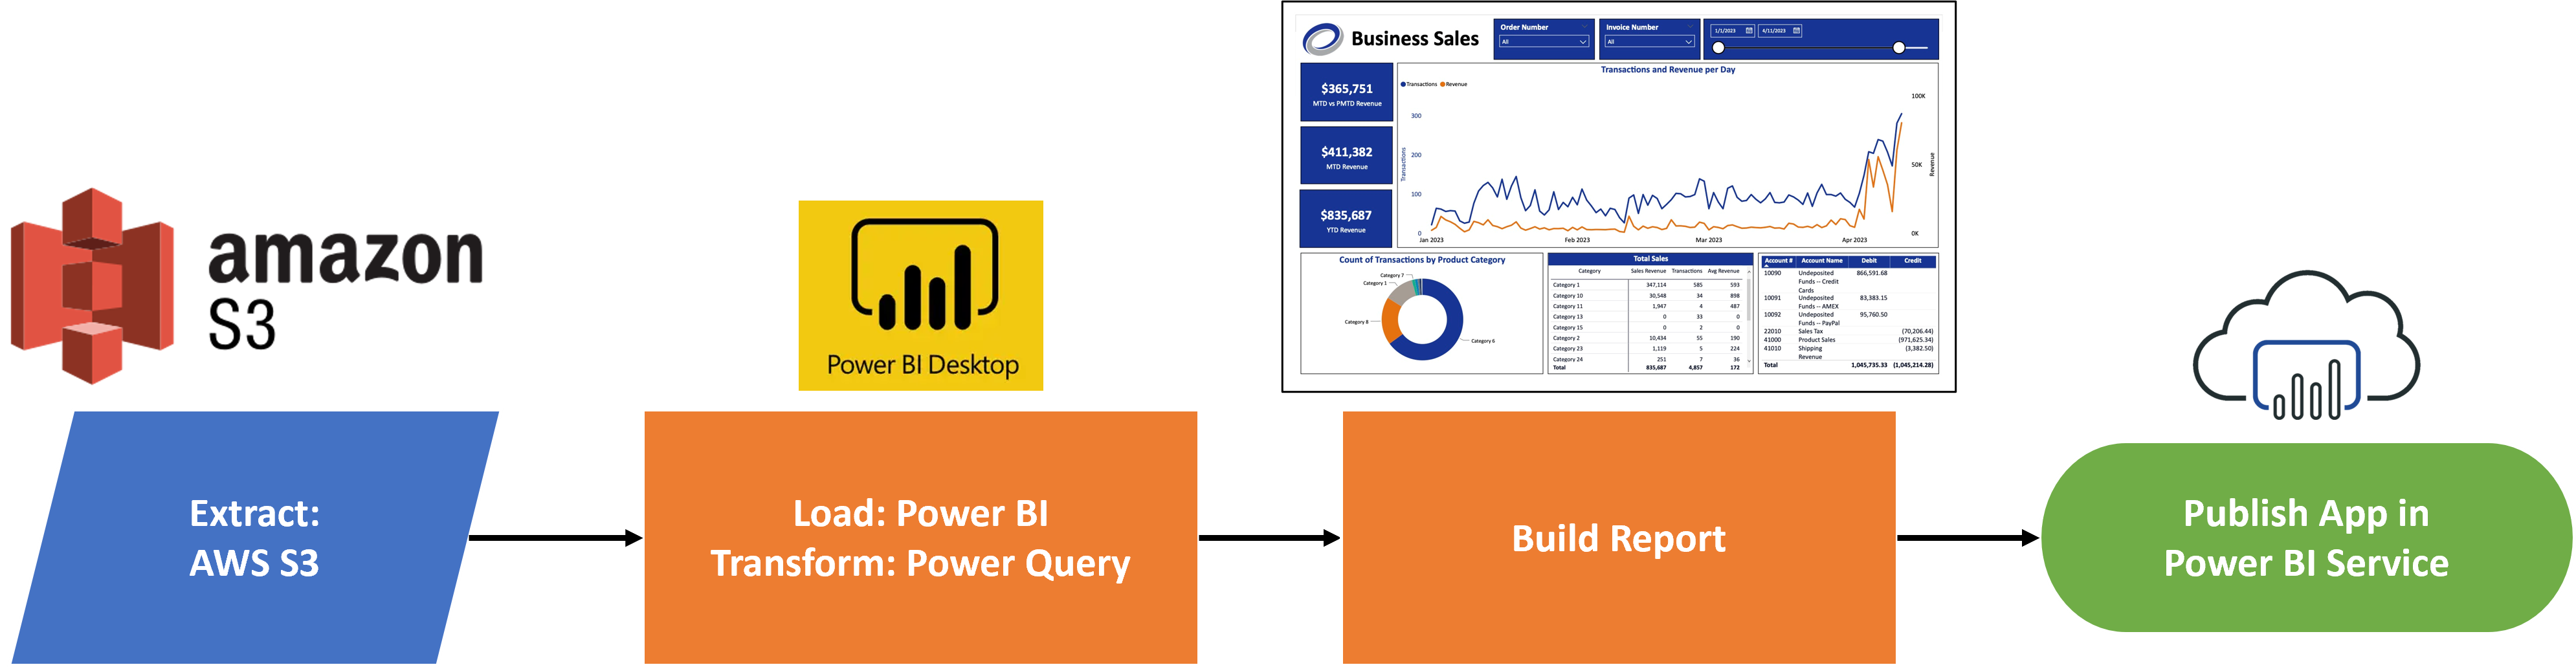 amazon
S3
Power BI Desktop
Business Sales
Order Number
All
Invoice Number
All
1/1/2023
4/11/2023
$365,751
MTD vs PMTD Revenue
$411,382
MTD Revenue
$835,687
YTD Revenue
Transactions and Revenue per Day
Transactions Revenue
300
200
100
0
Transactions
100K
50K
0K
Revenue
Jan 2023 Feb 2023 Mar 2023 Apr 2023
Count of Transactions by Product Category
Category 7
Category 1
Category 8
Category 6
Total Sales
Category Sales Revenue Transactions Avg Revenue
Category 1 347,114 585 593
Category 10 30,548 34 898
Category 11 1,947 4 487
Category 13 0 33 0
Category 15 0 2 0
Category 2 10,434 55 190
Category 23 1,119 5 224
Category 24 251 7 36
Total 835,687 4,857 172
Account # Account Name Debit Credit
10090 Undeposited 866,591.68
Funds -- Credit
Cards
10091 Undeposited 83,383.15
Funds -- AMEX
10092 Undeposited 95,760.50
Funds -- PayPal
22010 Sales Tax (70,206.44)
41000 Product Sales (971,625.34)
41010 Shipping (3,382.50)
Revenue
Total 1,045,735.33 (1,045,214.28)
Extract:
AWS S3
Load: Power BI
Transform: Power Query
Build Report
Publish App in
Power BI Service